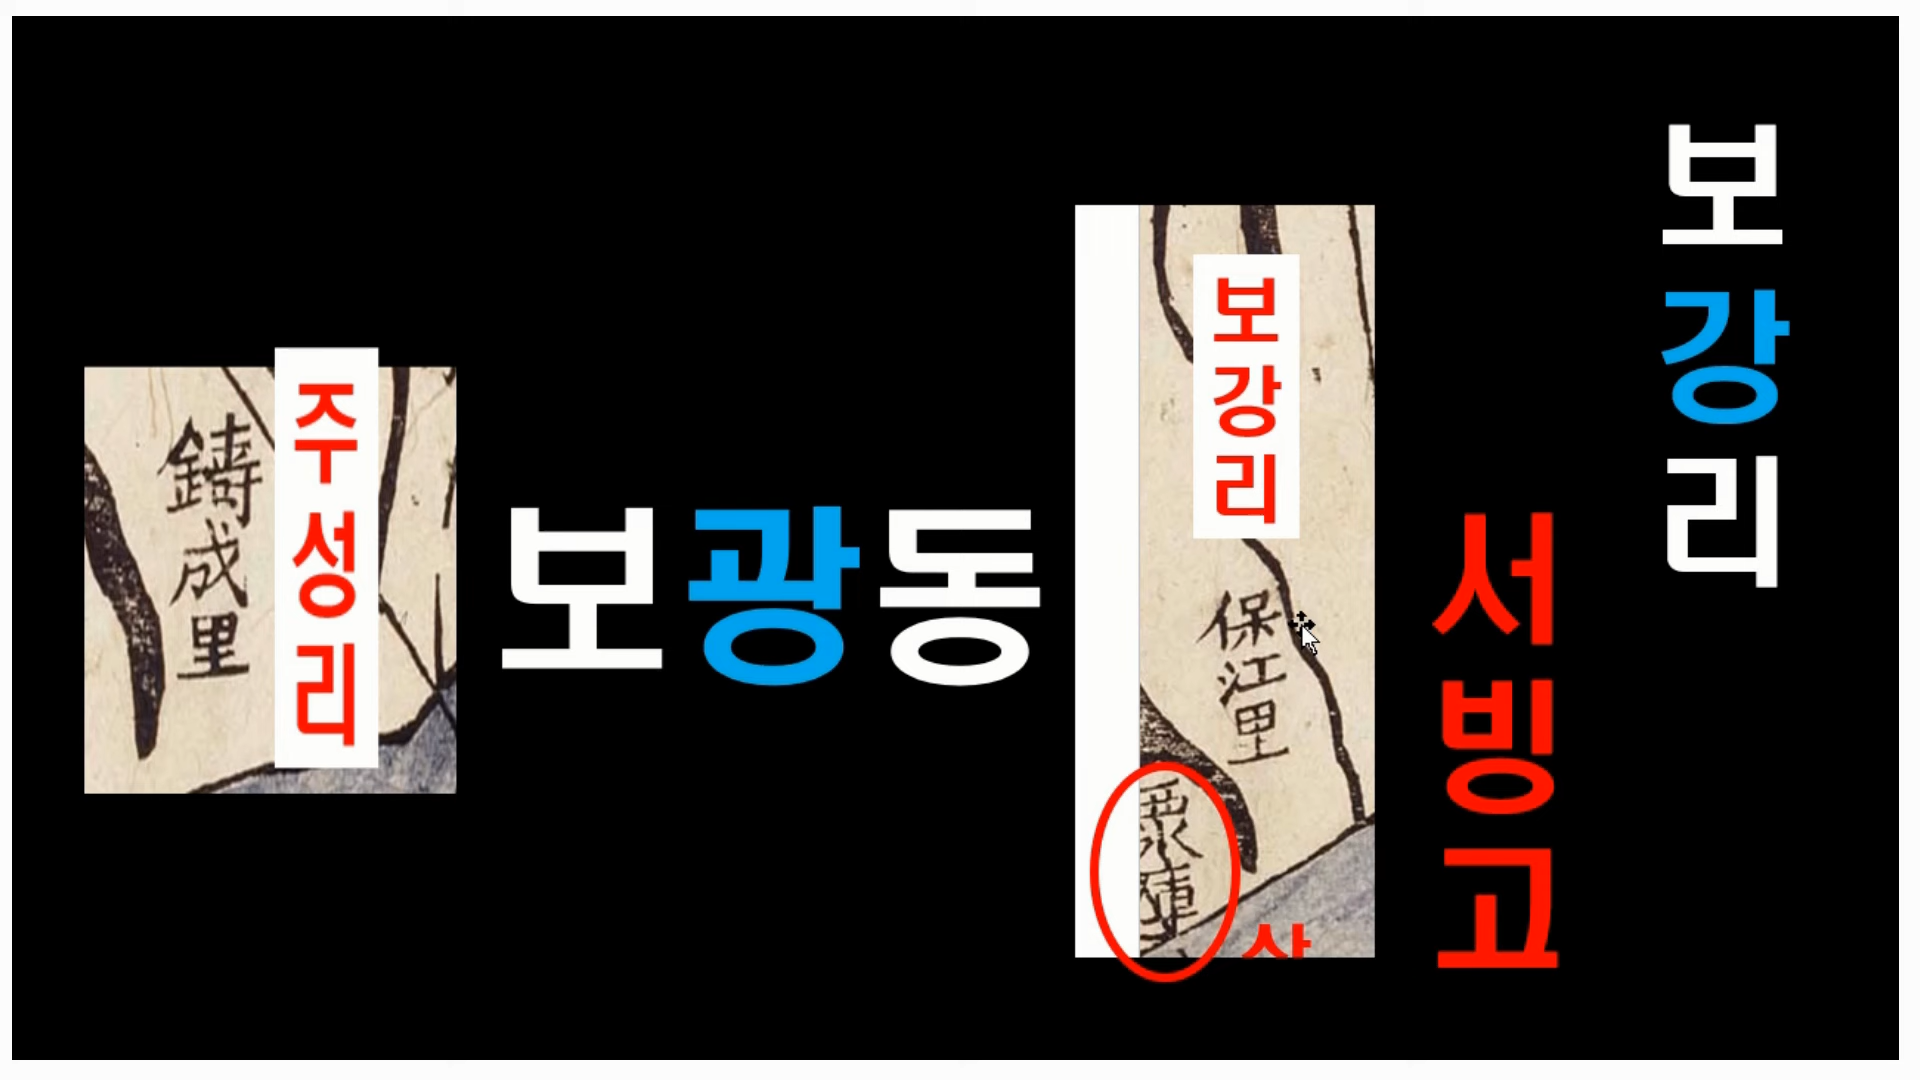 鑄成里
주성리
보광동
보강리
保江里
서빙고
보강리